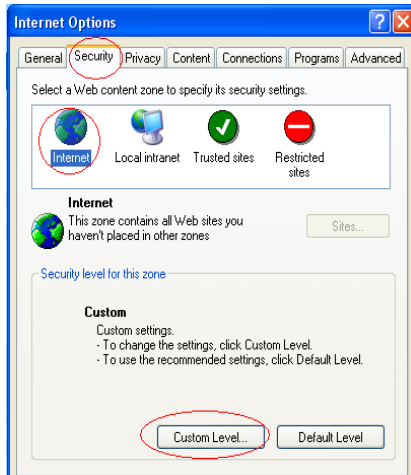 Internet Options
General Security Privacy Content Connections Programs Advanced
Select a Web content zone to specify its security settings.
Internet Local intranet Trusted sites Restricted sites
Internet
This zone contains all Web sites you
haven't placed in other zones
Sites...
Security level for this zone
Custom
Custom settings.
- To change the settings, click Custom Level.
- To use the recommended settings, click Default Level.
Custom Level... Default Level